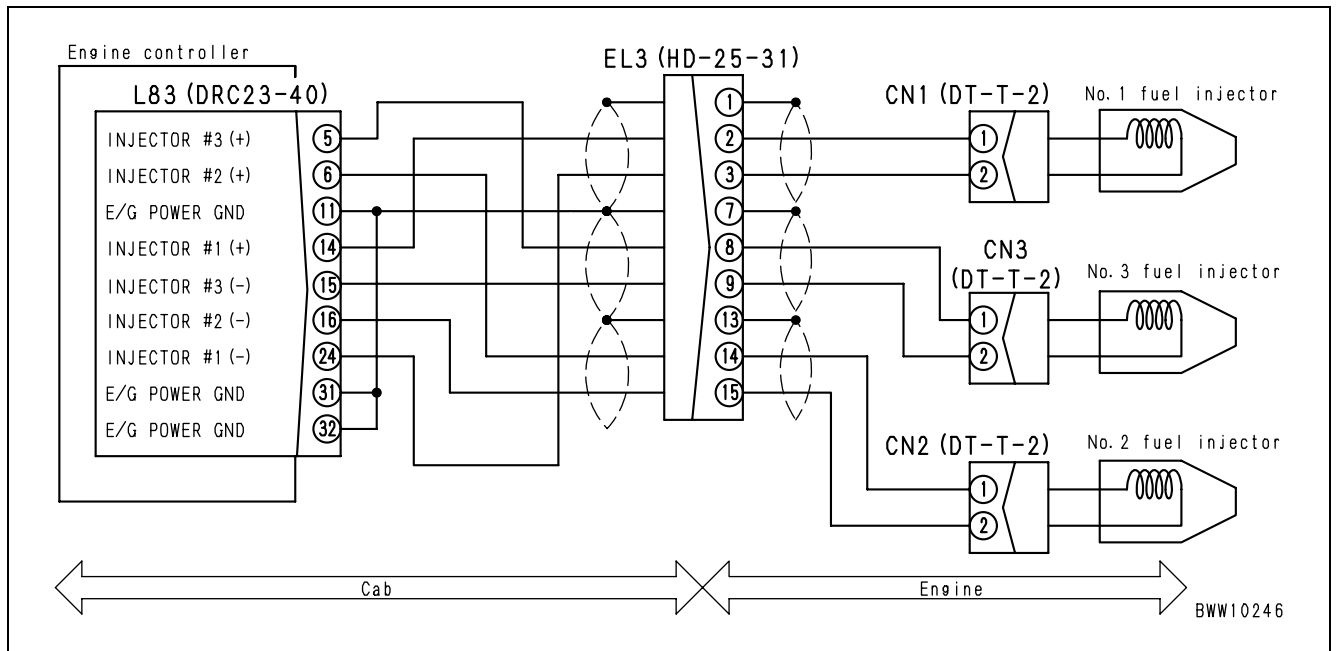 Engine controller
L83 (DRC23-40)
INJECTOR #3 (+) 5
INJECTOR #2 (+) 6
E/G POWER GND 11
INJECTOR #1 (+) 14
INJECTOR #3 (-) 15
INJECTOR #2 (-) 16
INJECTOR #1 (-) 24
E/G POWER GND 31
E/G POWER GND 32
EL3 (HD-25-31)
1
2
3
7
8
9
13
14
15
CN1 (DT-T-2)
1
2
No. 1 fuel injector
CN3
(DT-T-2)
1
2
No. 3 fuel injector
CN2 (DT-T-2)
1
2
No. 2 fuel injector
Cab
Engine
BWW10246